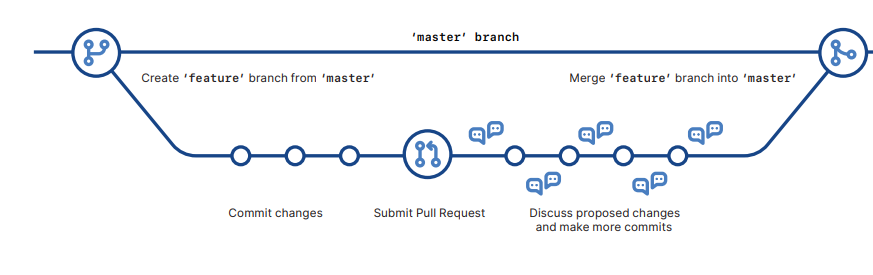 ‘master’ branch
Create ‘feature’ branch from ‘master’
Merge ‘feature’ branch into ‘master’
Commit changes
Submit Pull Request
Discuss proposed changes
and make more commits